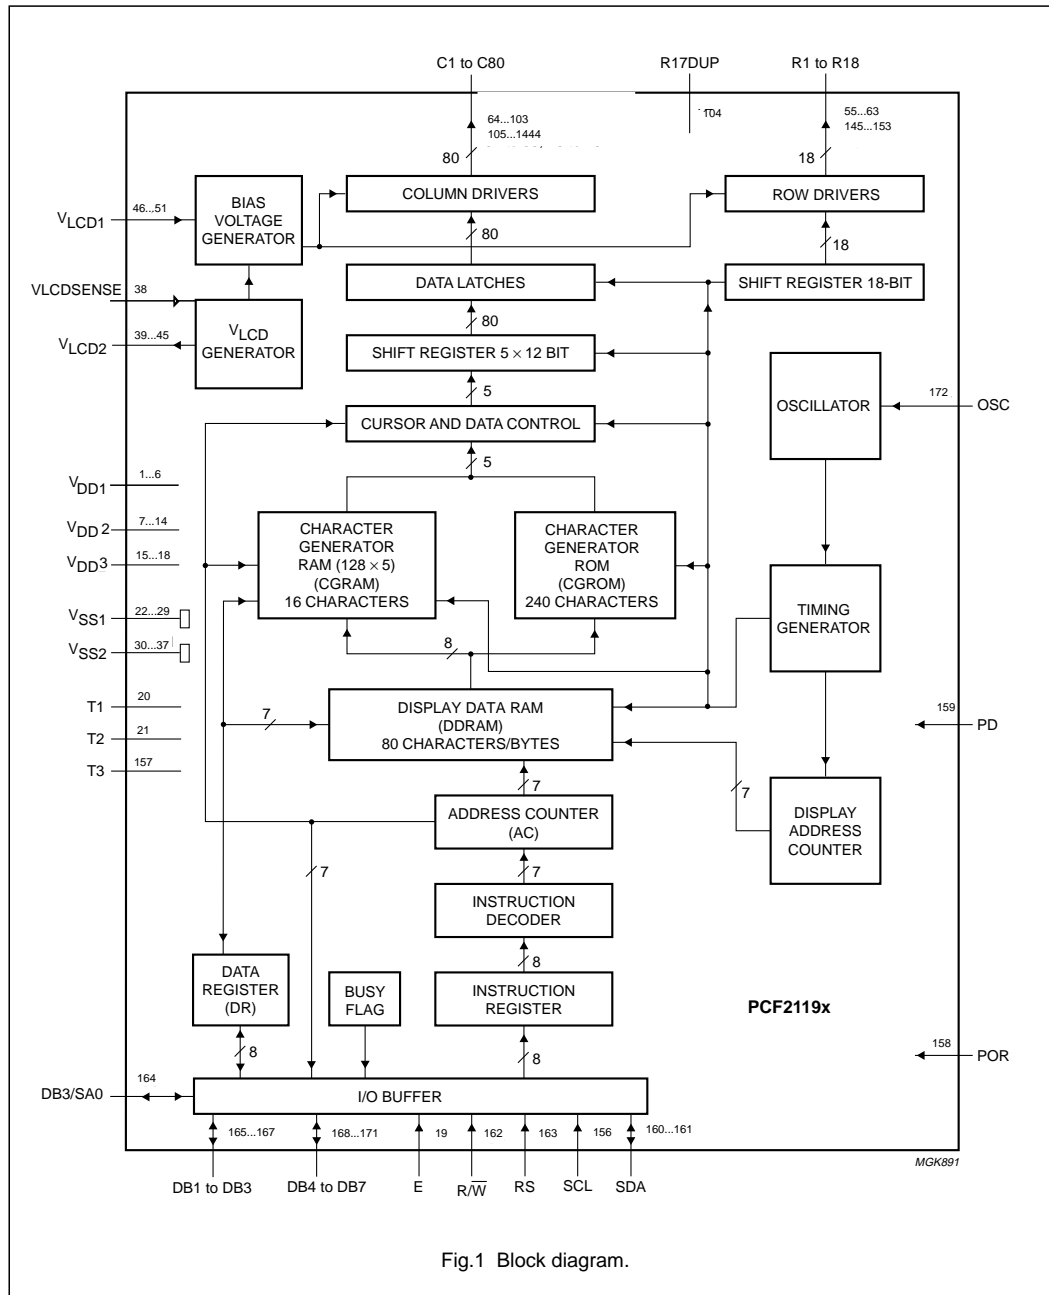 C1 to C80
R17DUP
R1 to R18
64...103
105...1444
104
55...63
145...153
80
18
BIAS
VOLTAGE
GENERATOR
COLUMN DRIVERS
ROW DRIVERS
VLCD1
46...51
80
18
DATA LATCHES
SHIFT REGISTER 18-BIT
VLCDSENSE
38
VLCD
GENERATOR
VLCD2
39...45
80
SHIFT REGISTER 5 × 12 BIT
5
OSCILLATOR
172
OSC
CURSOR AND DATA CONTROL
5
VDD1
1...6
VDD 2
7...14
VDD3
15...18
CHARACTER
GENERATOR
RAM (128 × 5)
(CGRAM)
16 CHARACTERS
CHARACTER
GENERATOR
ROM
(CGROM)
240 CHARACTERS
TIMING
GENERATOR
VSS1
22...29
VSS2
30...37
8
T1
20
T2
21
T3
157
7
DISPLAY DATA RAM
(DDRAM)
80 CHARACTERS/BYTES
159
PD
7
7
ADDRESS COUNTER
(AC)
DISPLAY
ADDRESS
COUNTER
7
7
INSTRUCTION
DECODER
8
DATA
REGISTER
(DR)
BUSY
FLAG
INSTRUCTION
REGISTER
PCF2119x
8
8
158
POR
DB3/SA0
164
I/O BUFFER
165...167
168...171
19
162
163
156
160...161
MGK891
DB1 to DB3
DB4 to DB7
E
R/W̅
RS
SCL
SDA
Fig.1 Block diagram.